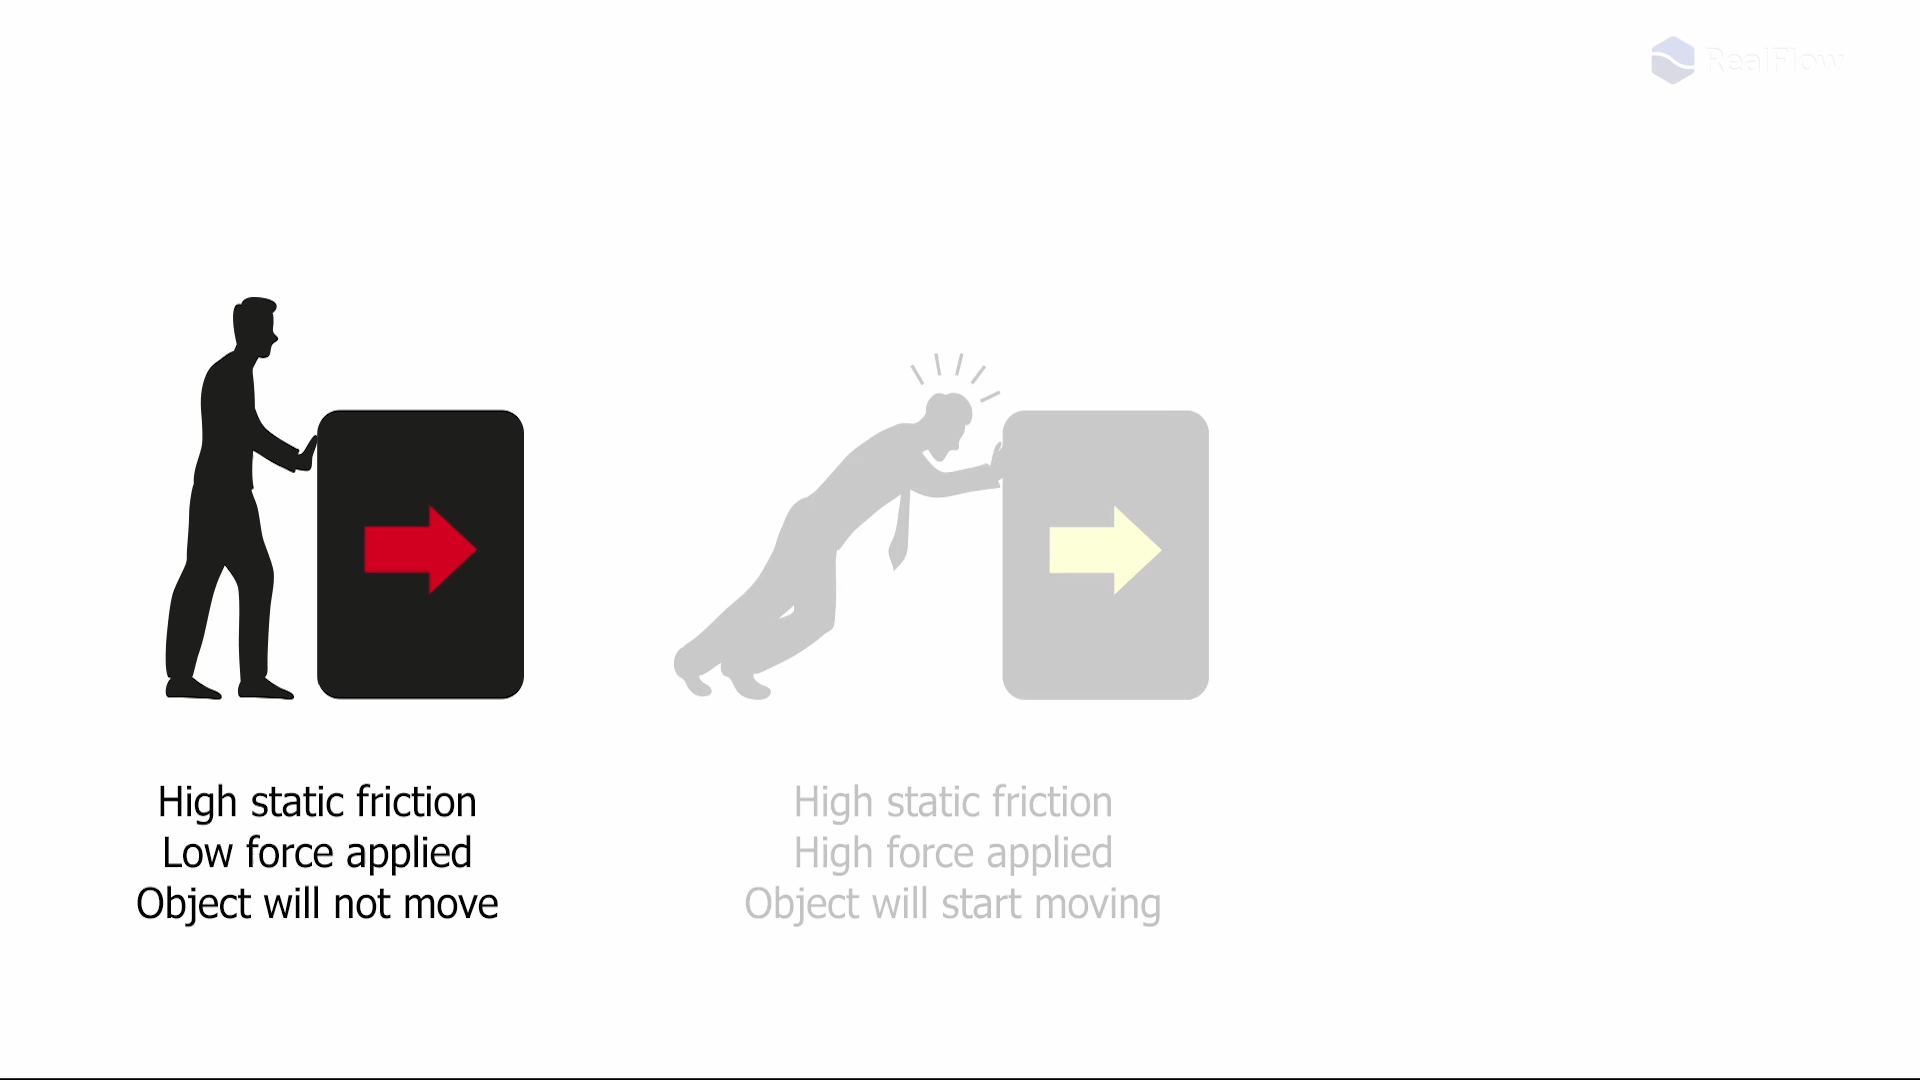 RealFlow
High static friction
Low force applied
Object will not move
High static friction
High force applied
Object will start moving